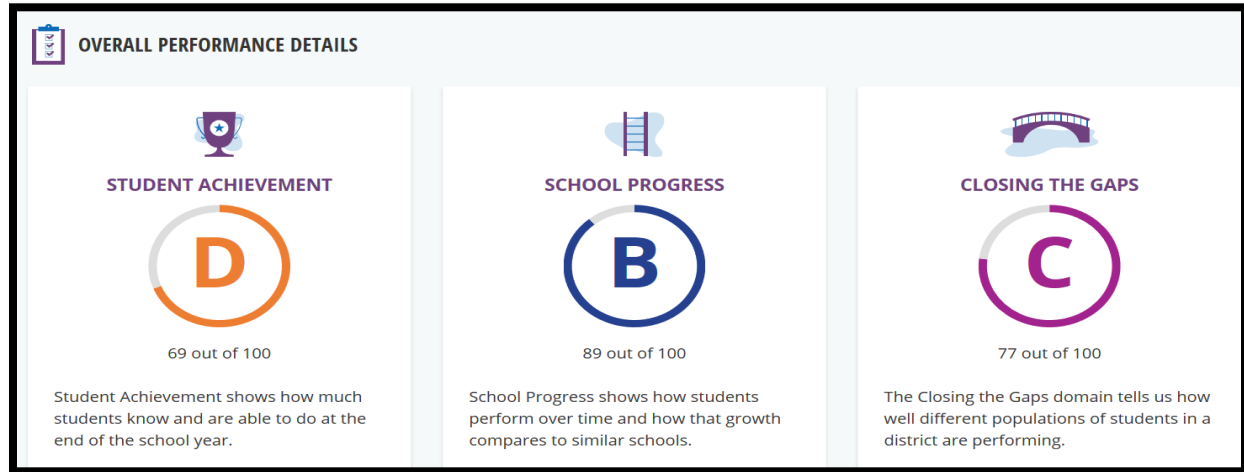 OVERALL PERFORMANCE DETAILS
STUDENT ACHIEVEMENT
D
69 out of 100
Student Achievement shows how much
students know and are able to do at the
end of the school year.
SCHOOL PROGRESS
B
89 out of 100
School Progress shows how students
perform over time and how that growth
compares to similar schools.
CLOSING THE GAPS
C
77 out of 100
The Closing the Gaps domain tells us how
well different populations of students in a
district are performing.